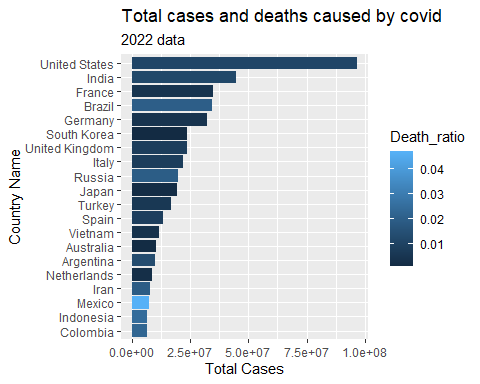 Total cases and deaths caused by covid
2022 data
Country Name
United States
India
France
Brazil
Germany
South Korea
United Kingdom
Italy
Russia
Japan
Turkey
Spain
Vietnam
Australia
Argentina
Netherlands
Iran
Mexico
Indonesia
Colombia
0.0e+00 2.5e+07 5.0e+07 7.5e+07 1.0e+08
Total Cases
Death_ratio
0.04
0.03
0.02
0.01